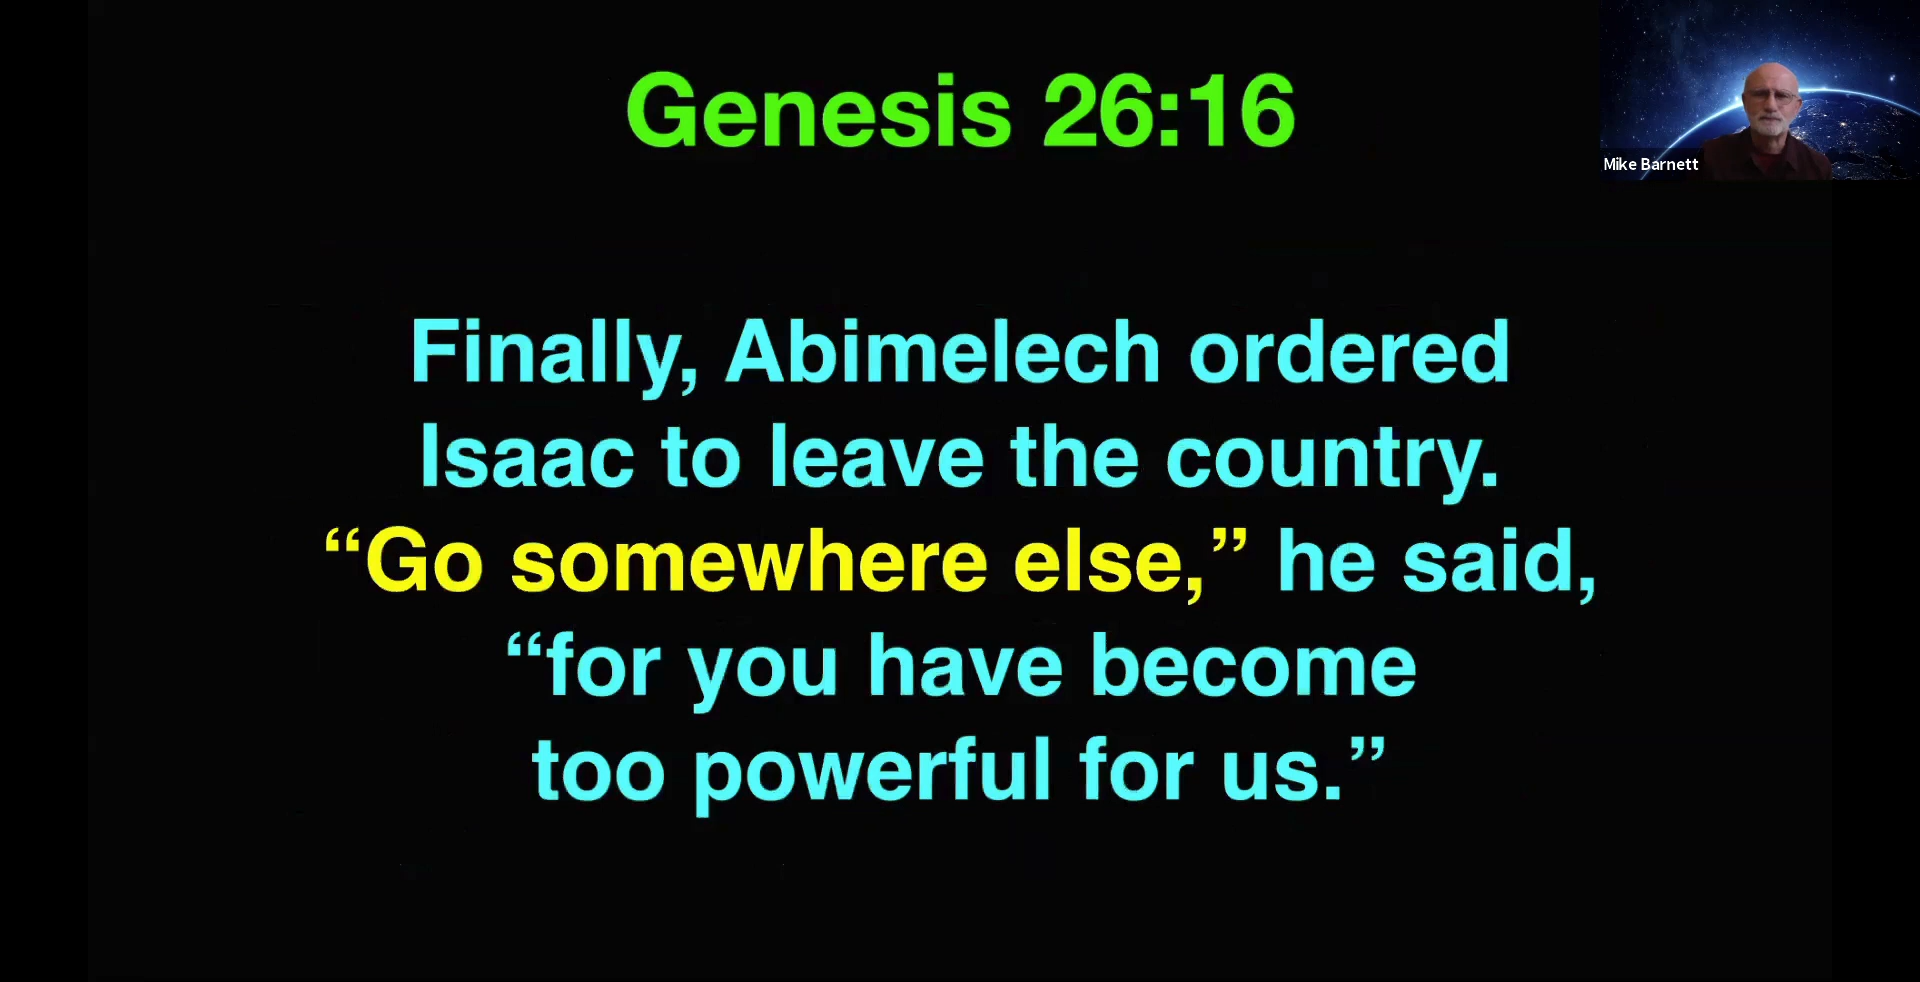 Genesis 26:16
Mike Barnett
Finally, Abimelech ordered
Isaac to leave the country.
“Go somewhere else,” he said,
“for you have become
too powerful for us.”